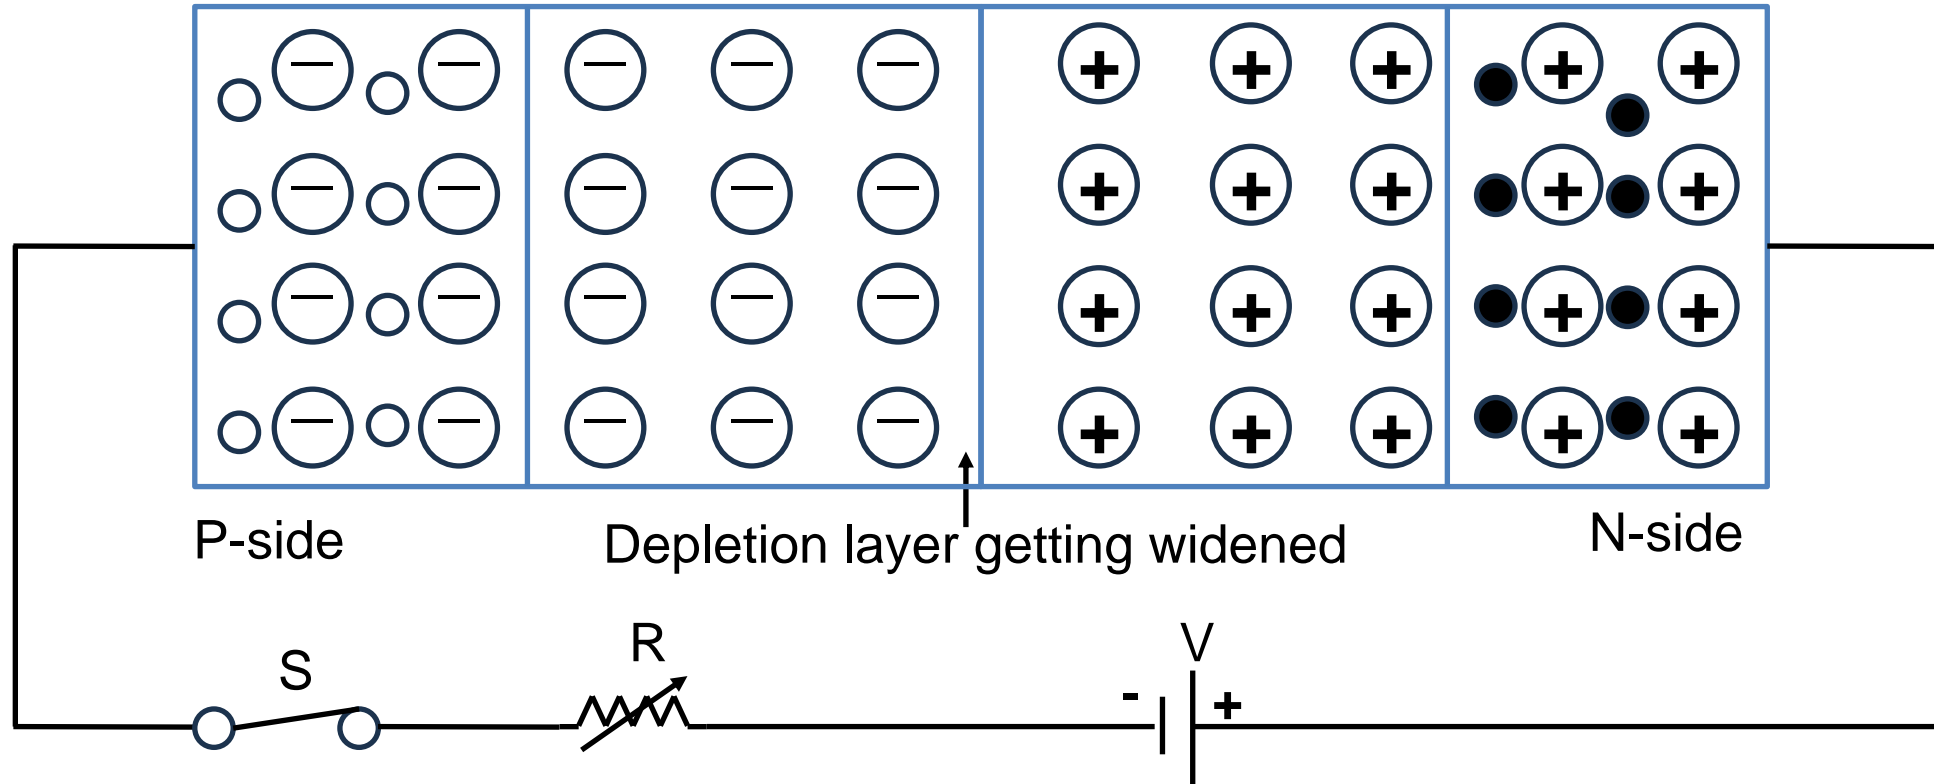 — — — — — + + + + +
— — — — — + + + + +
— — — — — + + + + +
— — — — — + + + + +
P-side Depletion layer getting widened N-side
S R V
- +